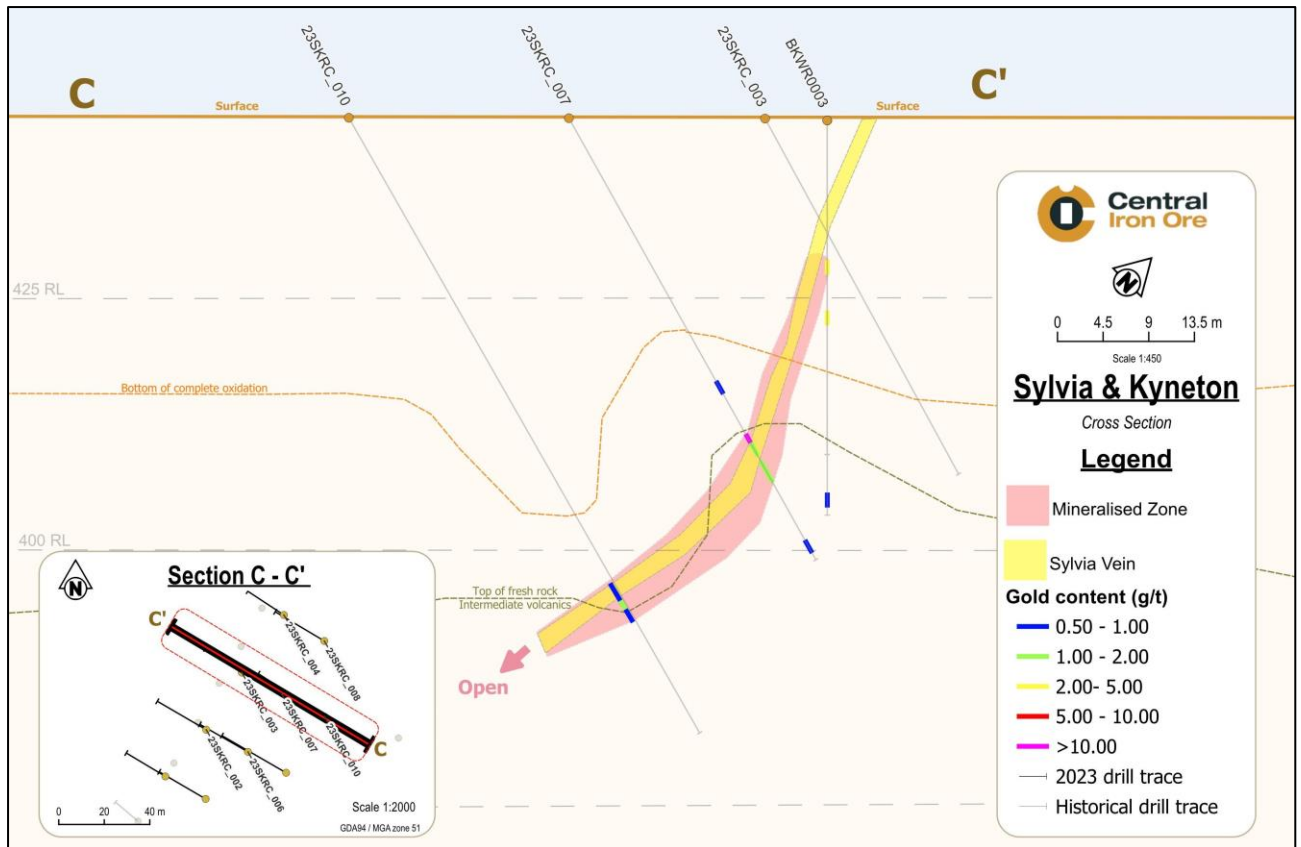 23SKRC_010
23SKRC_007
23SKRC_003
BKWR0003
C
C'
Surface
Surface
425 RL
Bottom of complete oxidation
400 RL
Top of fresh rock
Intermediate volcanics
Open
Central
Iron Ore
N
0 4.5 9 13.5 m
Scale 1:450
Sylvia & Kyneton
Cross Section
Legend
Mineralised Zone
Sylvia Vein
Gold content (g/t)
0.50 - 1.00
1.00 - 2.00
2.00- 5.00
5.00 - 10.00
>10.00
2023 drill trace
Historical drill trace
N
Section C - C'
C'
23SKRC_004
23SKRC_008
23SKRC_003
23SKRC_007
23SKRC_010
C
23SKRC_002
23SKRC_006
0 20 40 m
Scale 1:2000
GDA94 / MGA zone 51